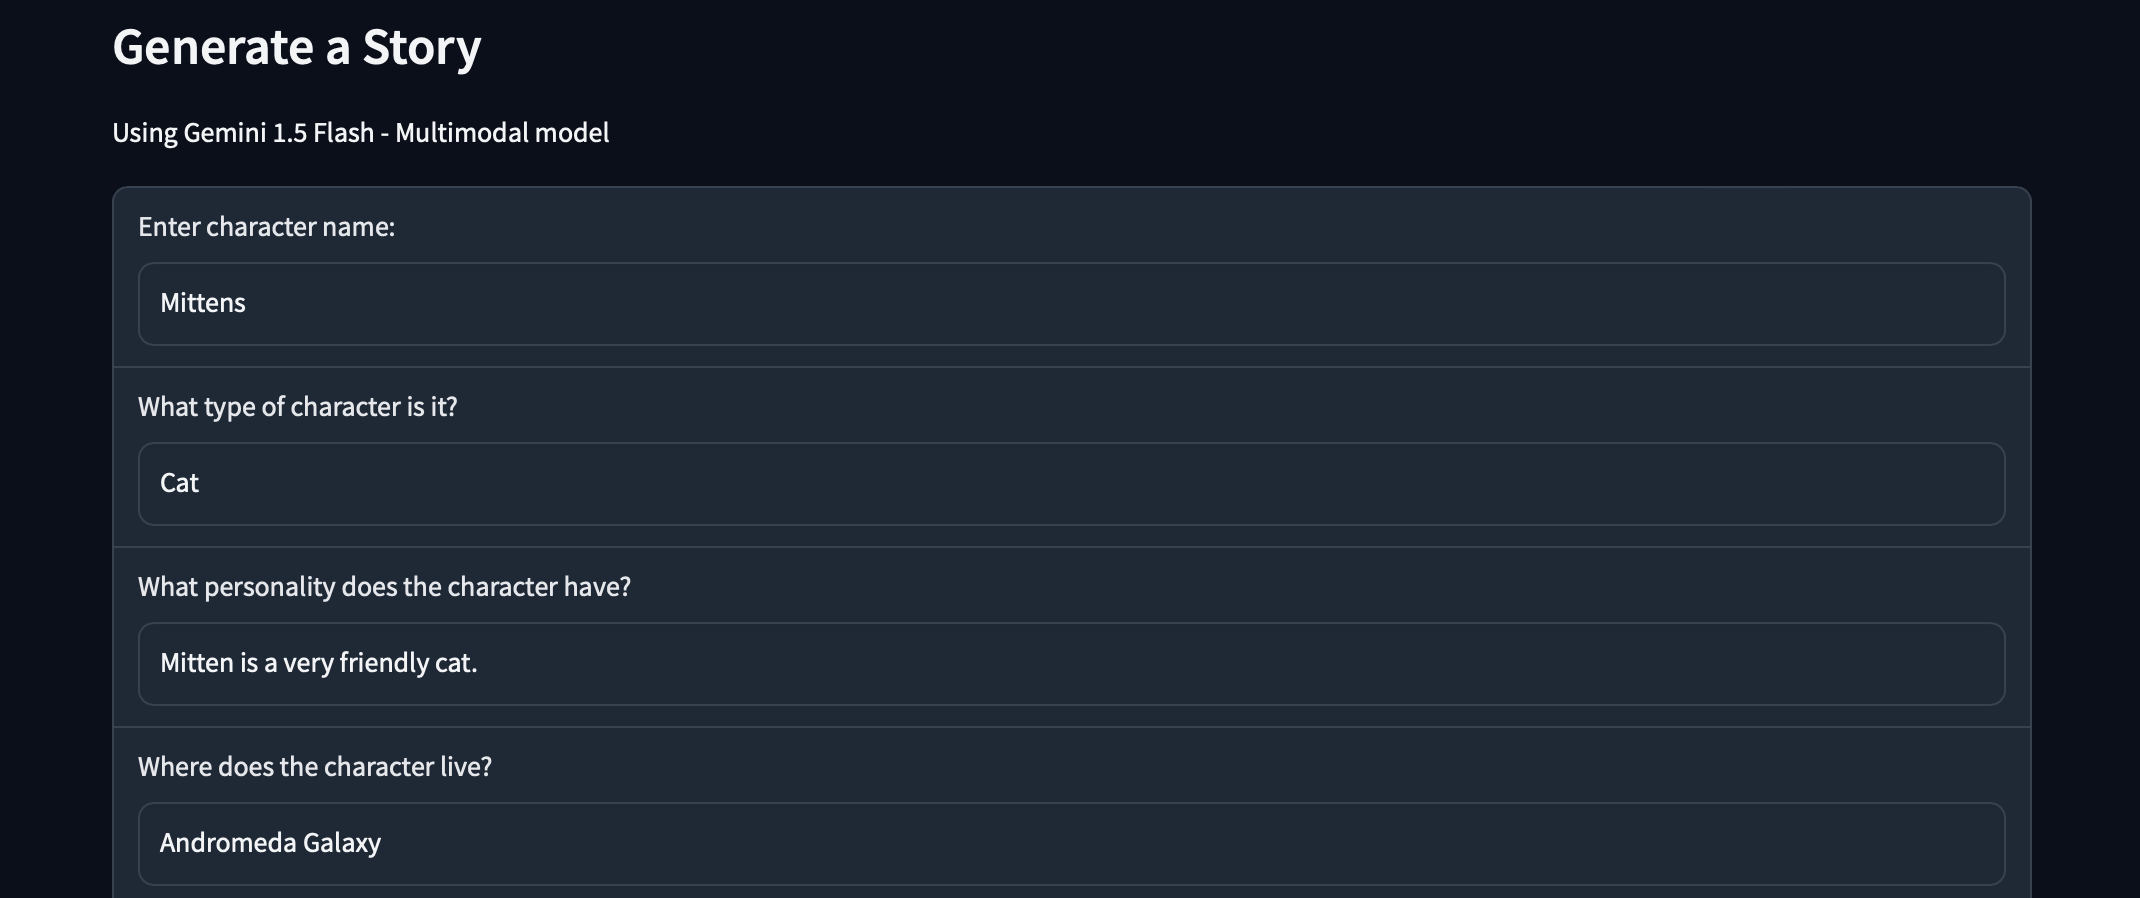 Generate a Story
Using Gemini 1.5 Flash - Multimodal model
Enter character name:
Mittens
What type of character is it?
Cat
What personality does the character have?
Mitten is a very friendly cat.
Where does the character live?
Andromeda Galaxy